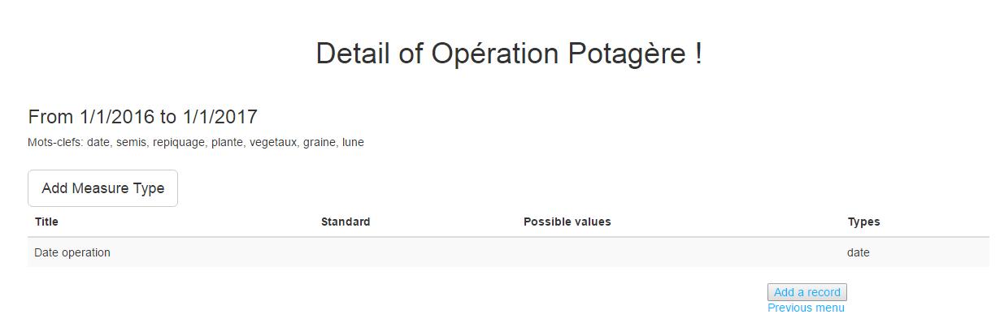 Detail of Opération Potagère !
From 1/1/2016 to 1/1/2017
Mots-clefs: date, semis, repiquage, plante, vegetaux, graine, lune
Add Measure Type
Title Standard Possible values Types
Date operation date
Add a record
Previous menu